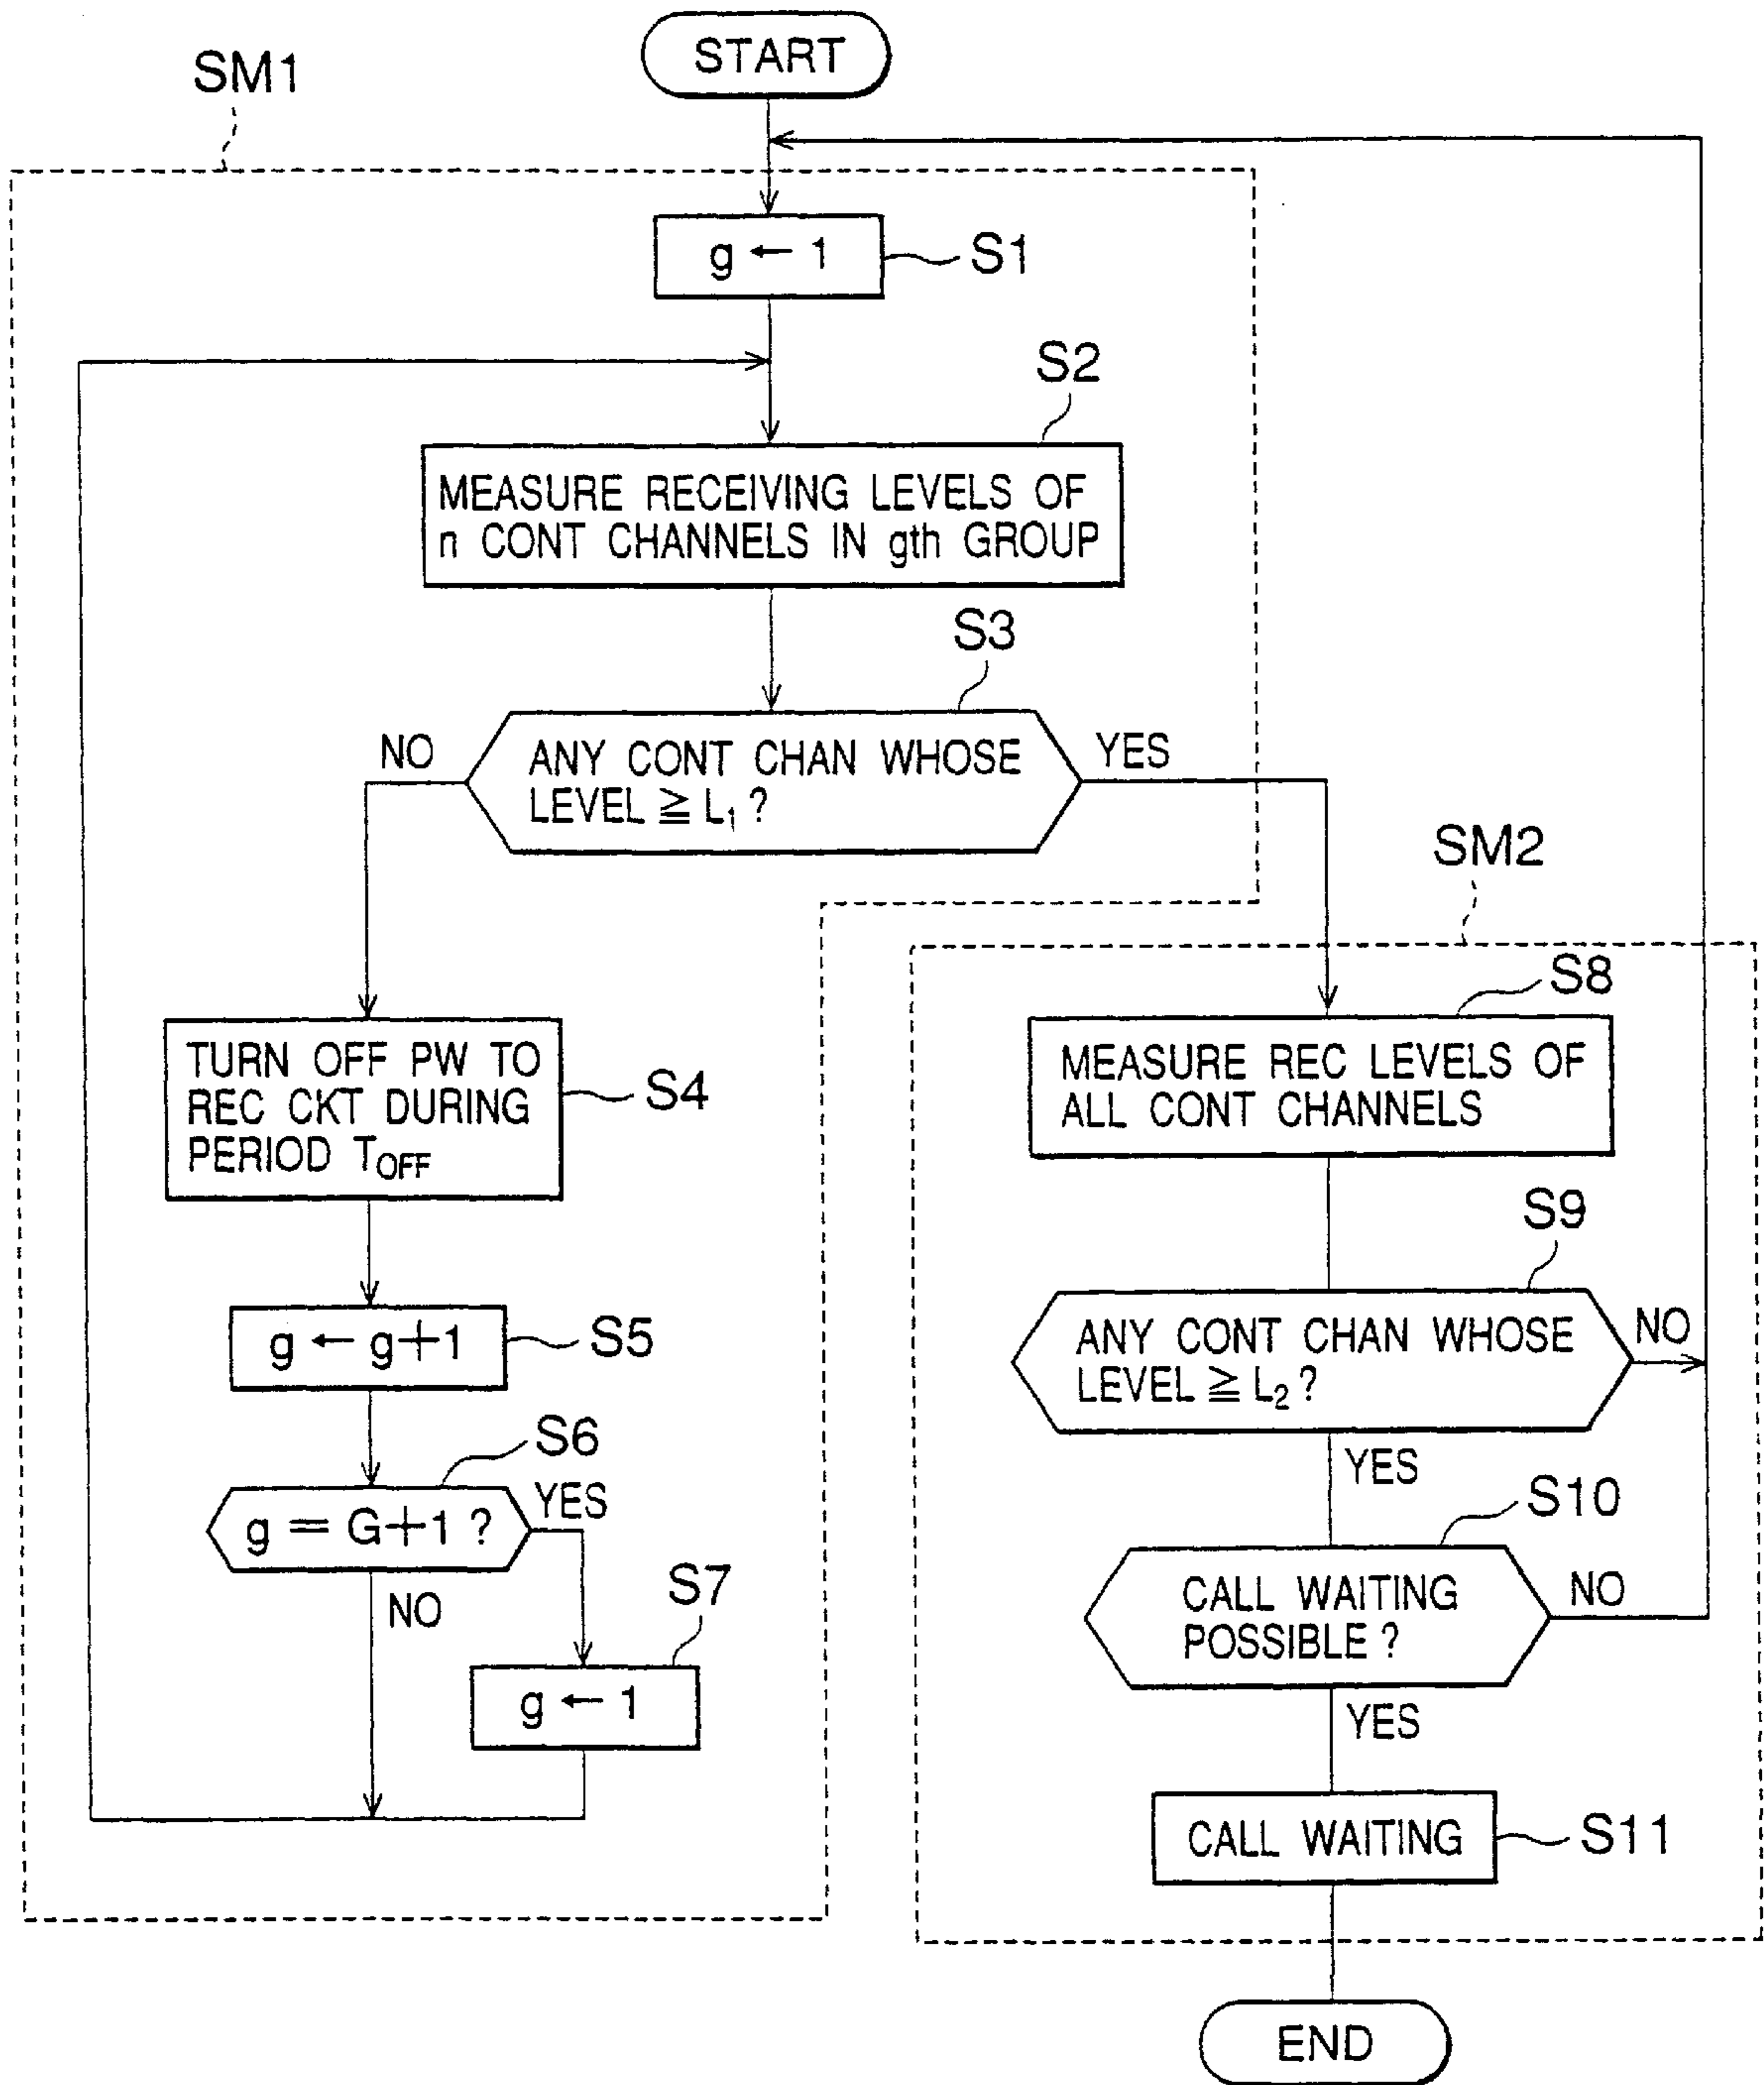 START
SM1
g ← 1
S1
S2
MEASURE RECEIVING LEVELS OF
n CONT CHANNELS IN gth GROUP
S3
NO
ANY CONT CHAN WHOSE
LEVEL ≧ L₁ ?
YES
SM2
S8
MEASURE REC LEVELS OF
ALL CONT CHANNELS
TURN OFF PW TO
REC CKT DURING
PERIOD T_OFF
S4
S9
ANY CONT CHAN WHOSE
LEVEL ≧ L₂ ?
NO
YES
g ← g+1
S5
S6
g = G+1 ?
YES
NO
S7
g ← 1
S10
CALL WAITING
POSSIBLE ?
NO
YES
CALL WAITING
S11
END